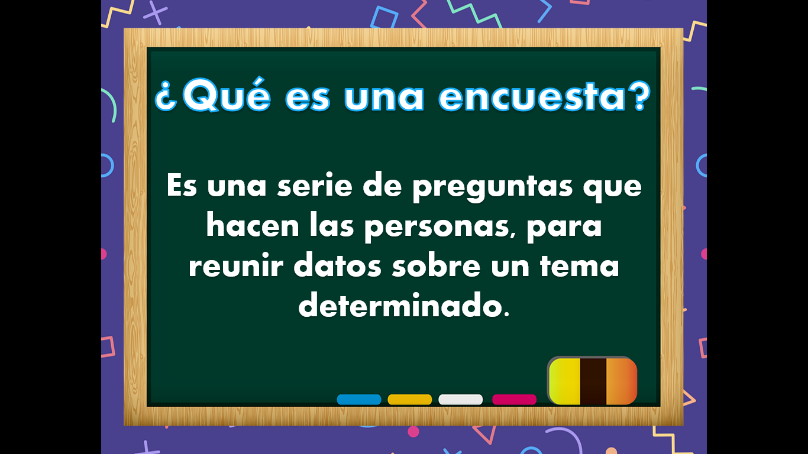 ¿Qué es una encuesta?
Es una serie de preguntas que
hacen las personas, para
reunir datos sobre un tema
determinado.